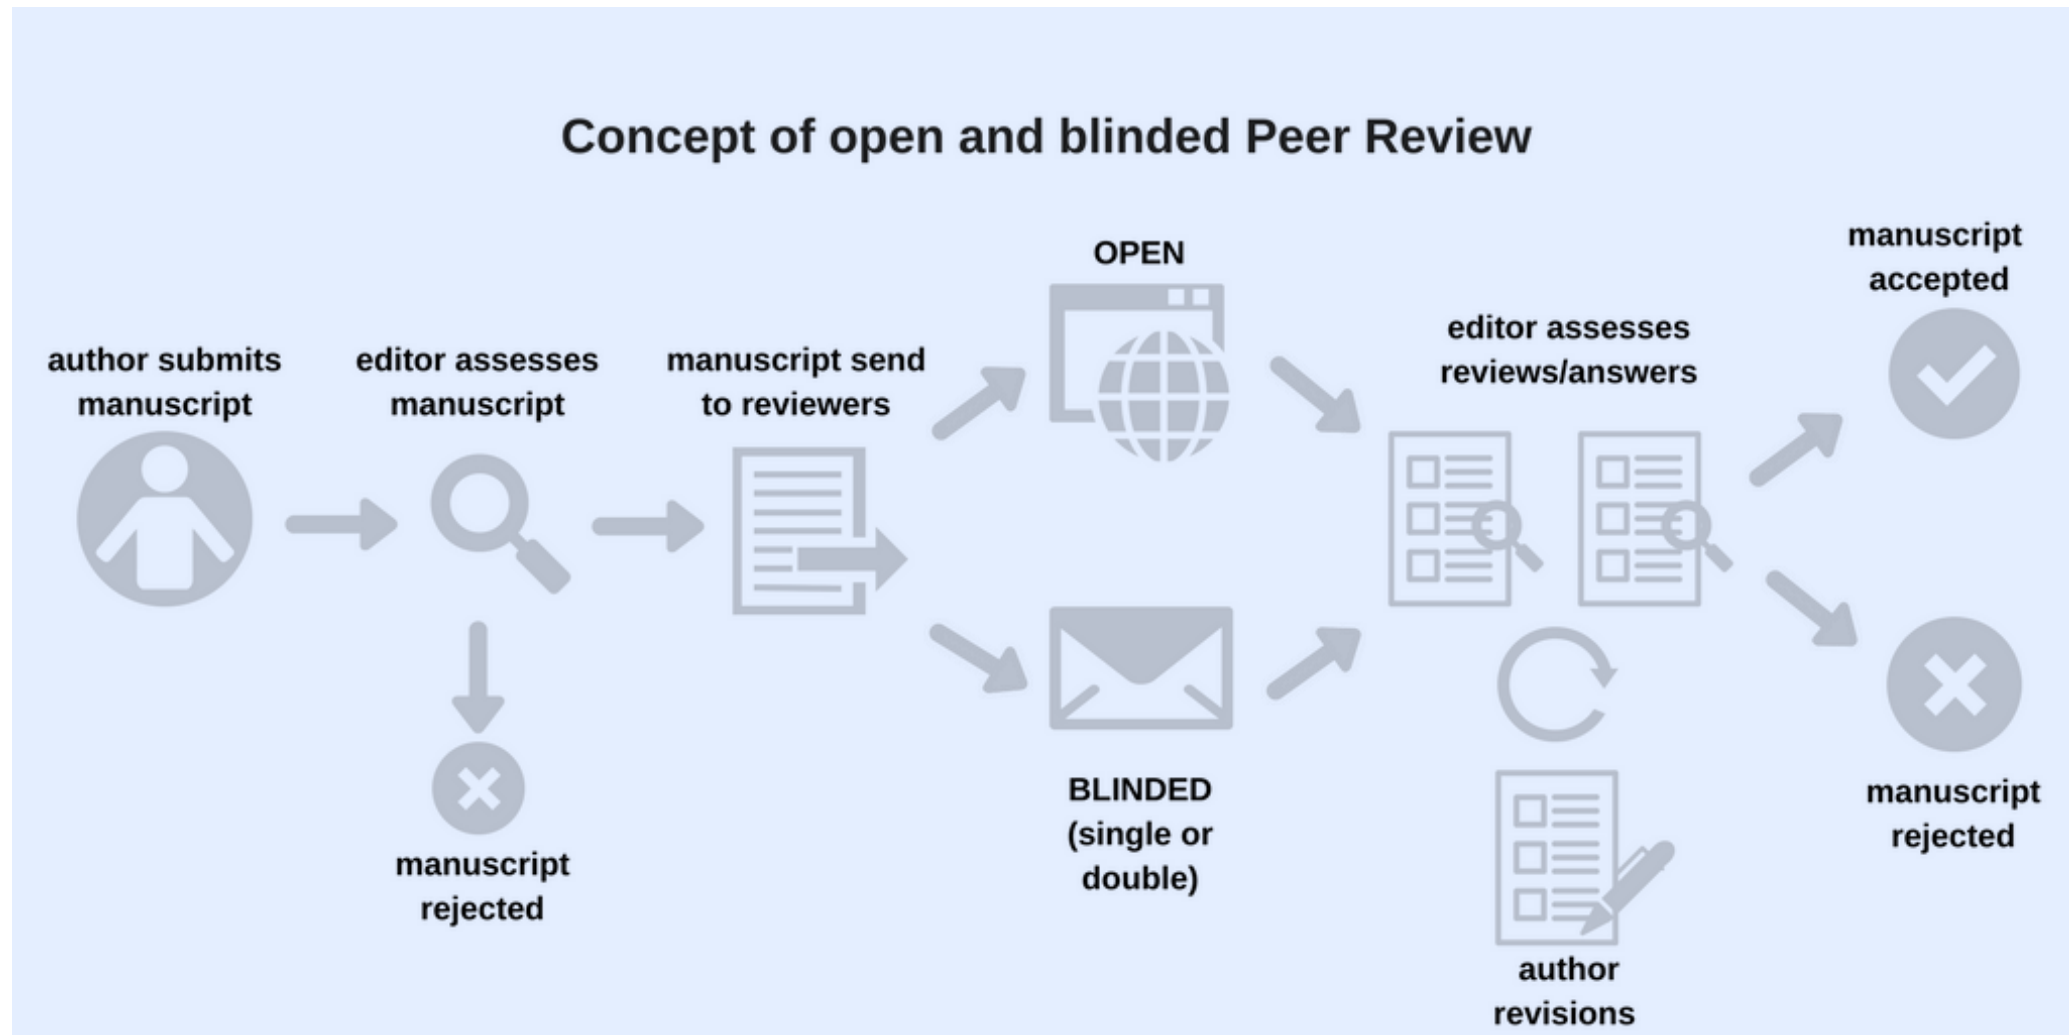 Concept of open and blinded Peer Review
author submits
manuscript
editor assesses
manuscript
manuscript rejected
manuscript send
to reviewers
OPEN
BLINDED
(single or
double)
editor assesses
reviews/answers
author
revisions
manuscript
accepted
manuscript
rejected